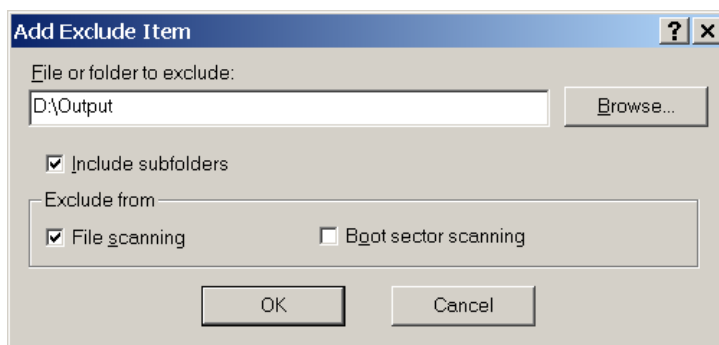 Add Exclude Item
File or folder to exclude:
D:\Output
Browse...
Include subfolders
Exclude from
File scanning
Boot sector scanning
OK
Cancel